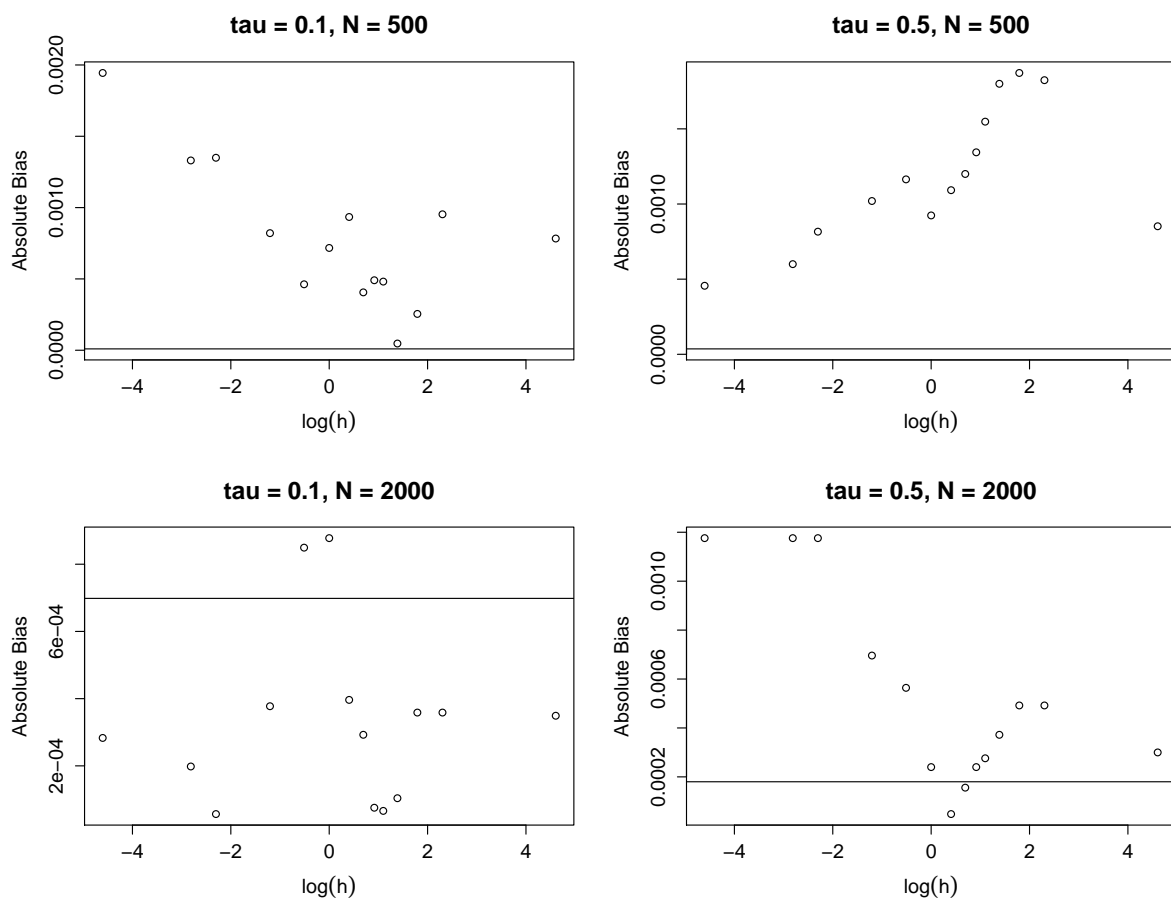 tau = 0.1, N = 500
Absolute Bias
0.0000 0.0010 0.0020
−4 −2 0 2 4
log(h)
tau = 0.5, N = 500
Absolute Bias
0.0000 0.0010
−4 −2 0 2 4
log(h)
tau = 0.1, N = 2000
Absolute Bias
2e−04 6e−04
−4 −2 0 2 4
log(h)
tau = 0.5, N = 2000
Absolute Bias
0.0002 0.0006 0.0010
−4 −2 0 2 4
log(h)